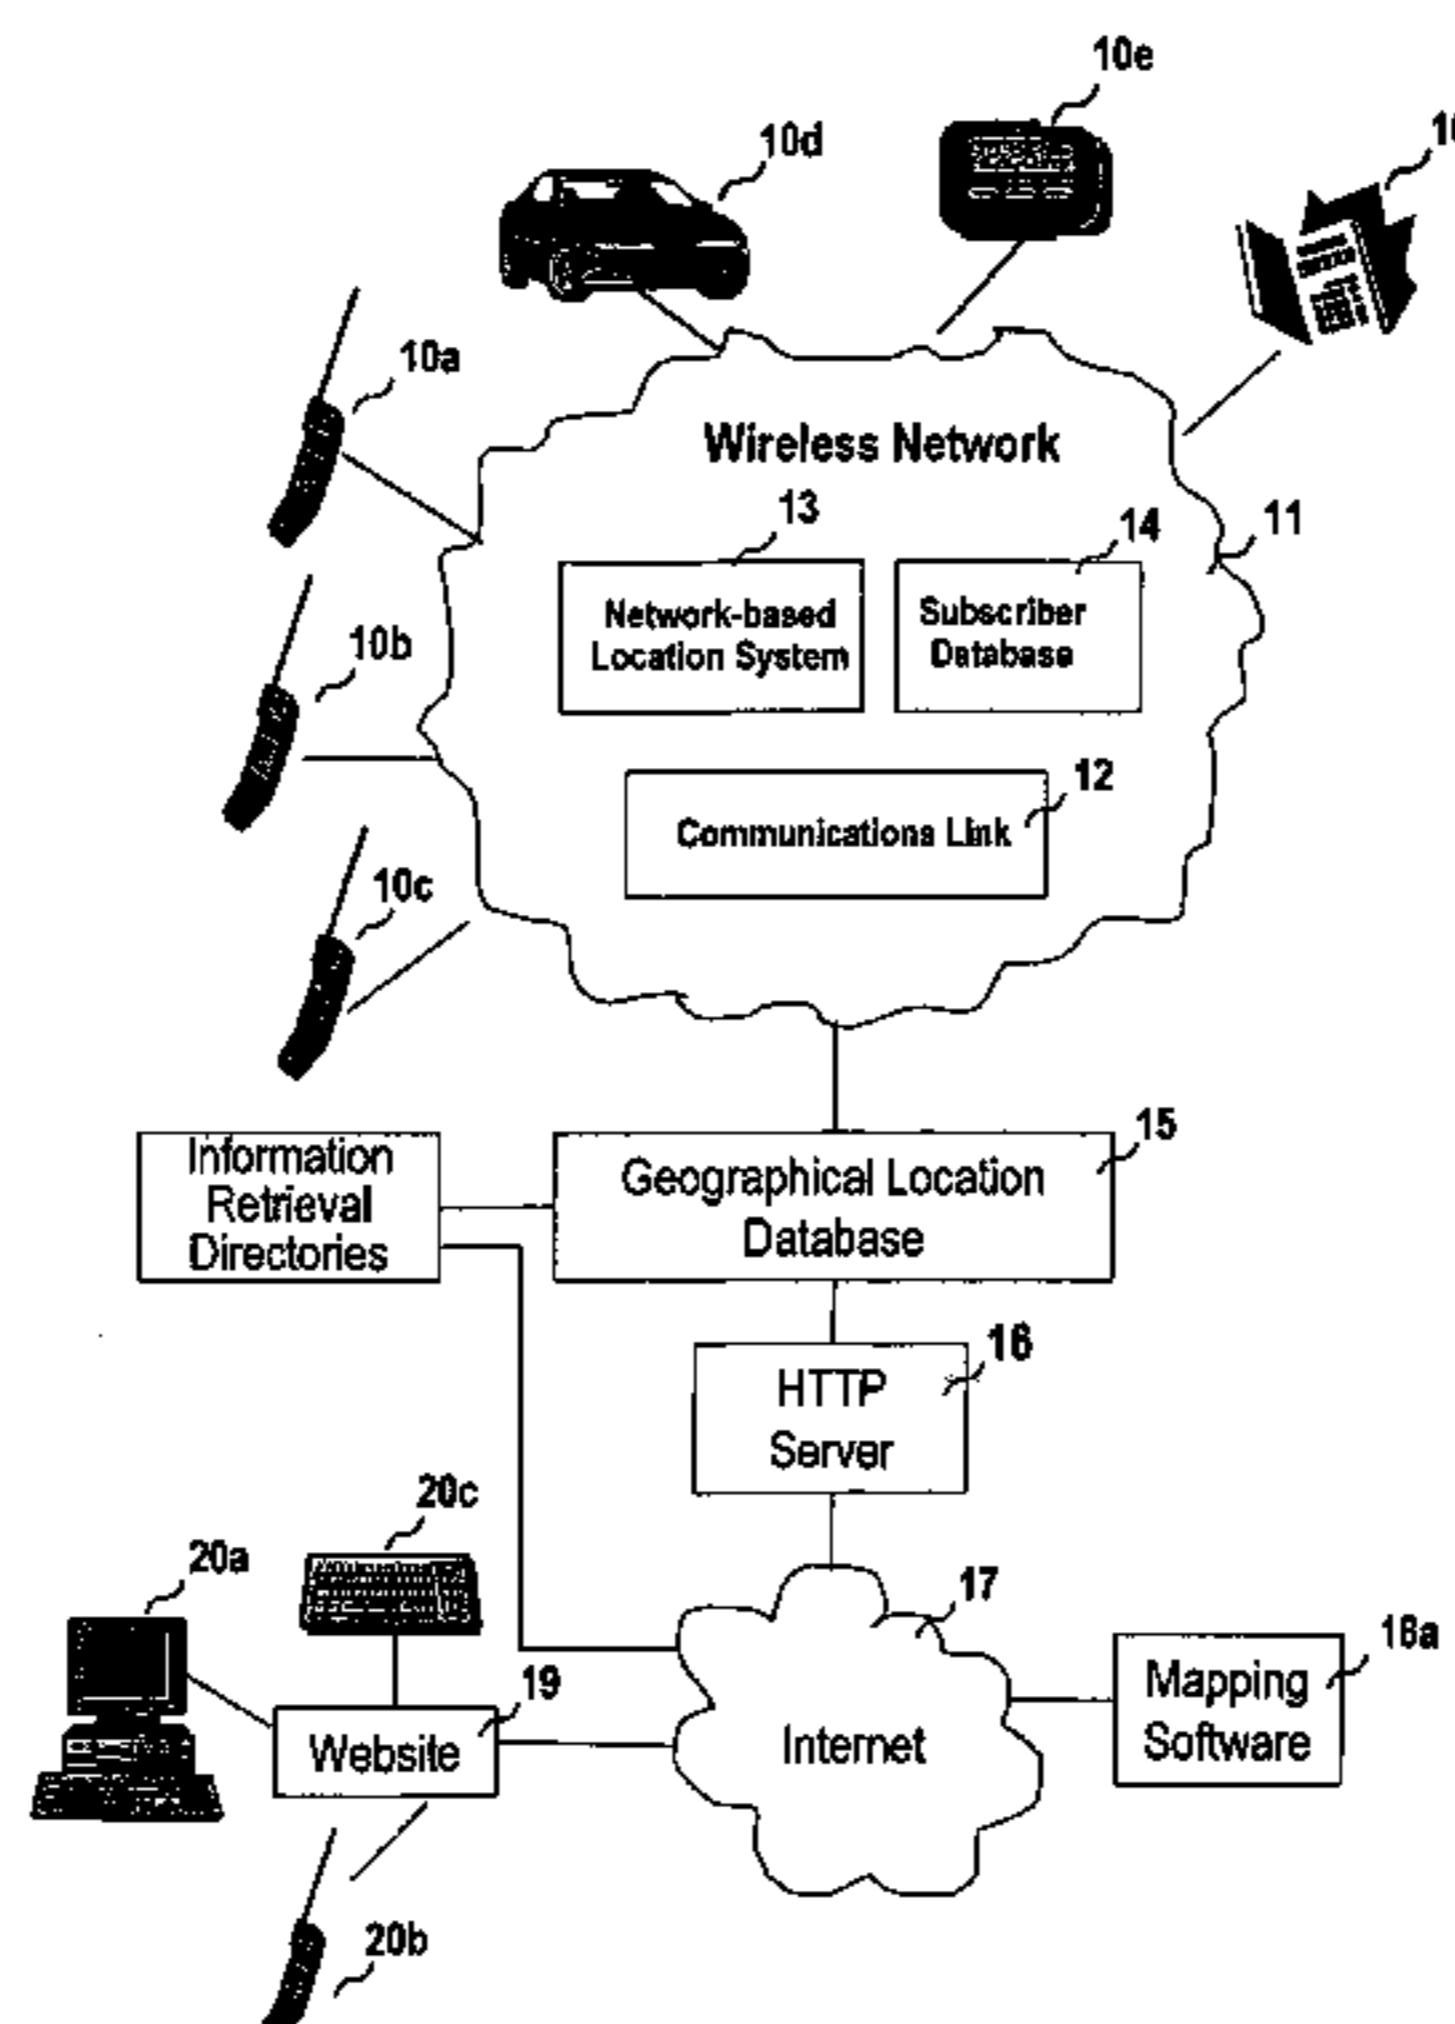 10e
10d
10a
Wireless Network
13
14
11
Network-based
Location System
Subscriber
Database
10b
12
Communications Link
10c
15
Information
Retrieval
Directories
Geographical Location
Database
16
HTTP
Server
20c
20a
17
18a
19
Mapping
Software
Website
Internet
20b